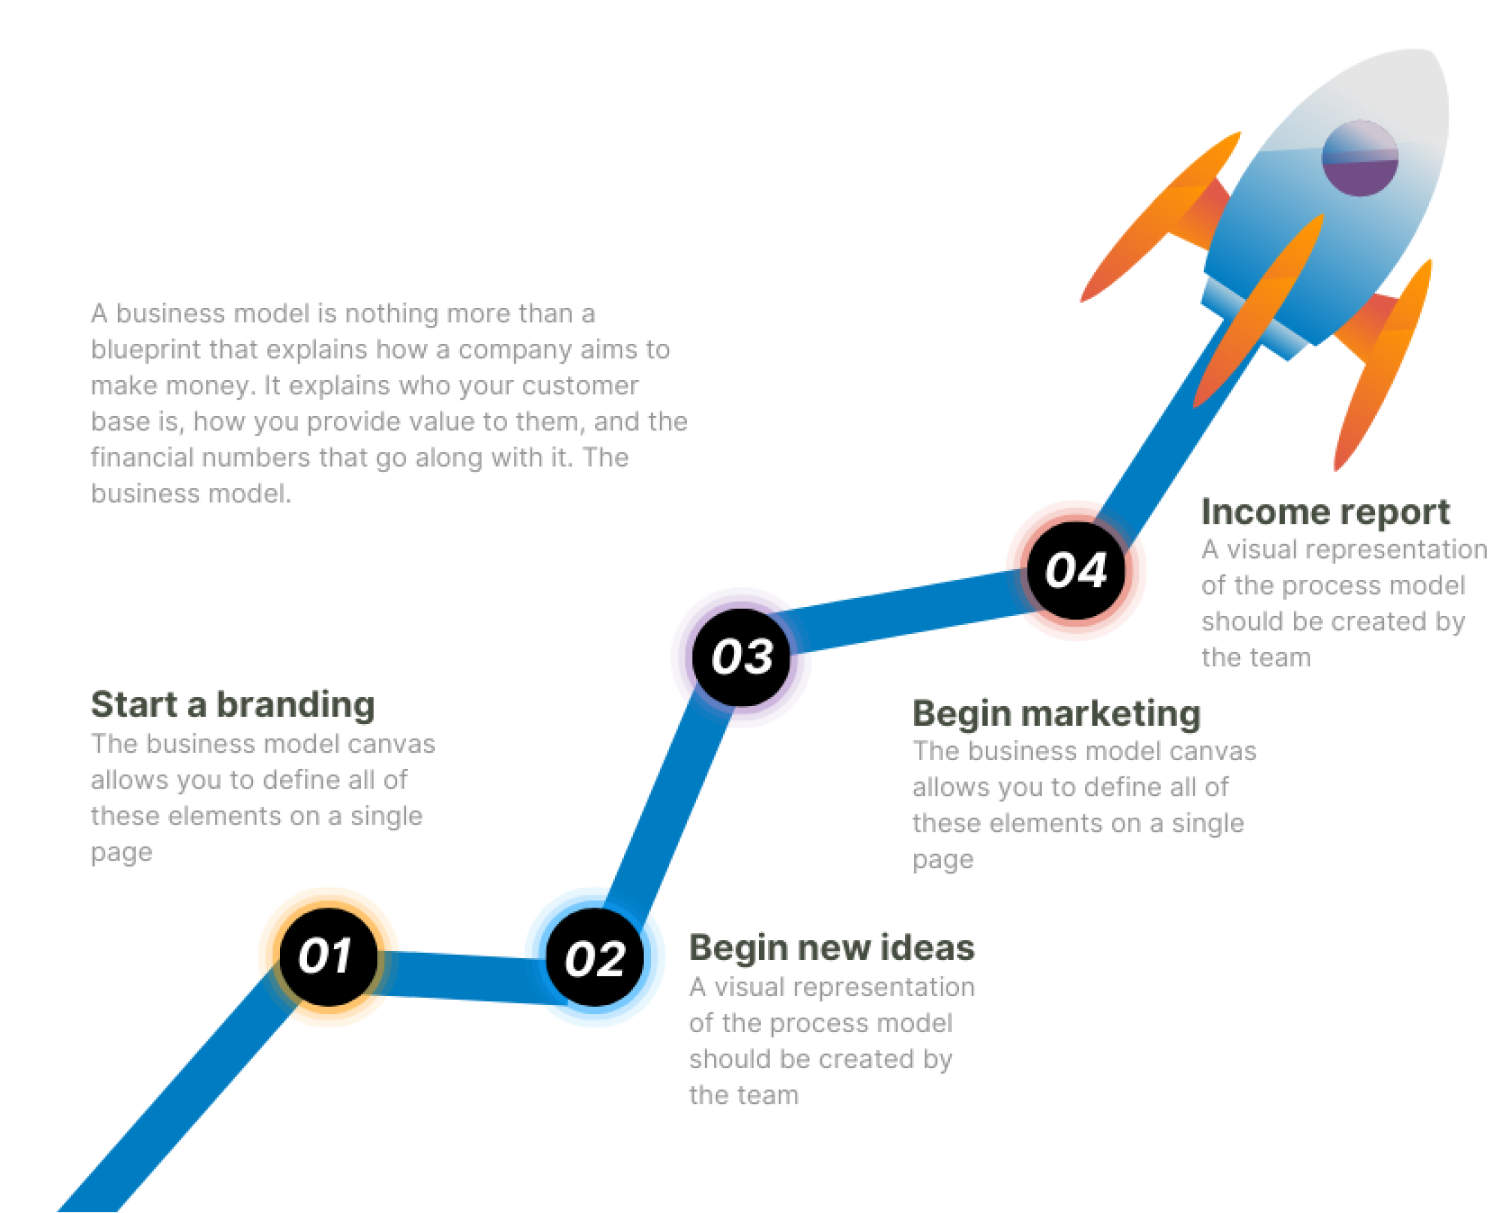 A business model is nothing more than a
blueprint that explains how a company aims to
make money. It explains who your customer
base is, how you provide value to them, and the
financial numbers that go along with it. The
business model.
Start a branding
The business model canvas
allows you to define all of
these elements on a single
page
01
02
Begin new ideas
A visual representation
of the process model
should be created by
the team
03
Begin marketing
The business model canvas
allows you to define all of
these elements on a single
page
04
Income report
A visual representation
of the process model
should be created by
the team